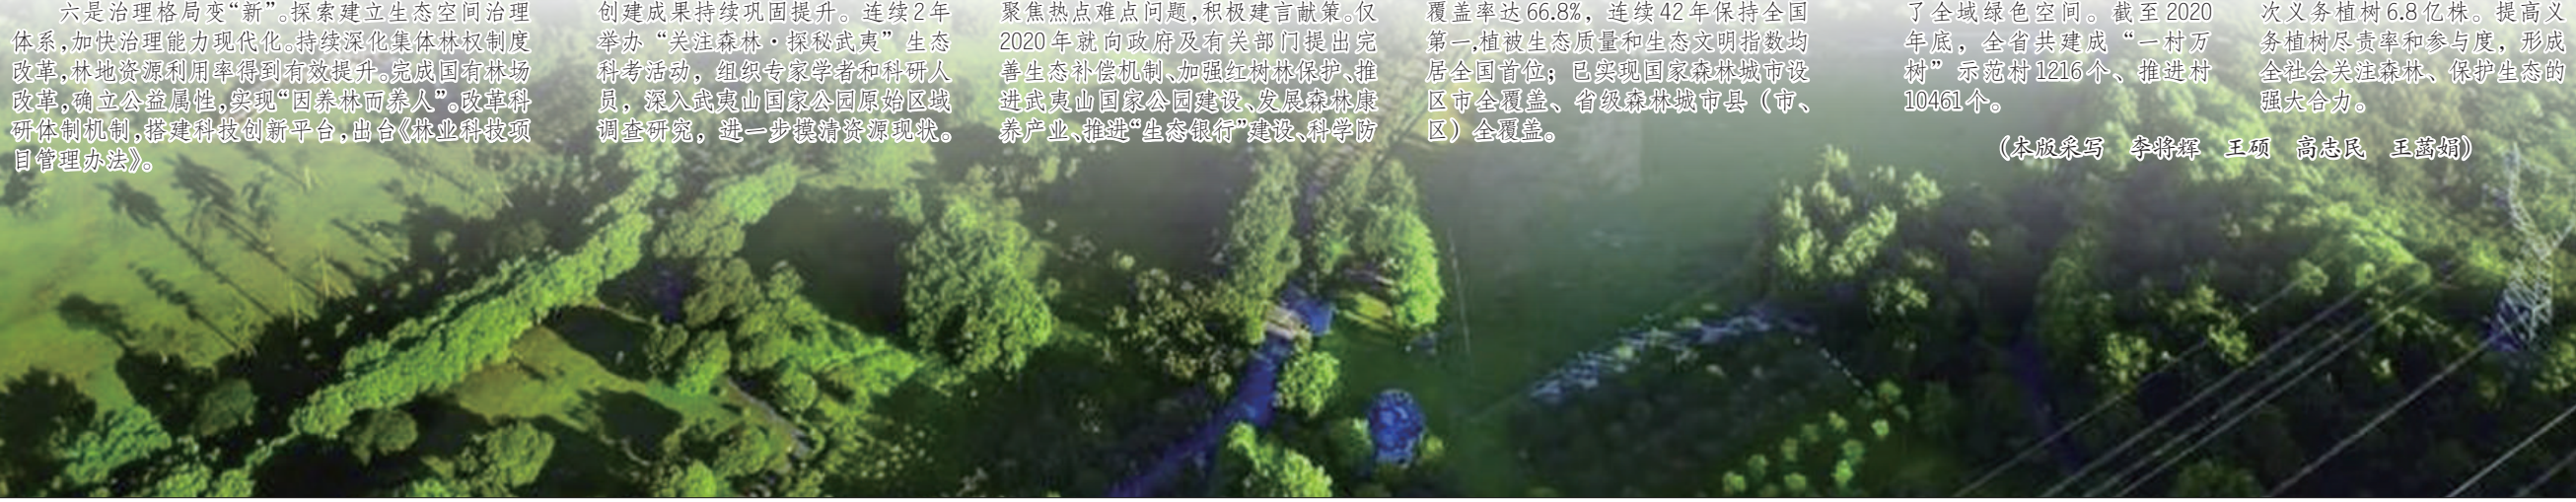 六是治理格局变“新”。探索建立生态空间治理
体系,加快治理能力现代化。持续深化集体林权制度
改革,林地资源利用率得到有效提升。完成国有林场
改革,确立公益属性,实现“因养林而养人”。改革科
研体制机制,搭建科技创新平台,出台《林业科技项
目管理办法》。
创建成果持续巩固提升。连续2年
举办“关注森林·探秘武夷”生态
科考活动，组织专家学者和科研人
员，深入武夷山国家公园原始区域
调查研究，进一步摸清资源现状。
聚焦热点难点问题,积极建言献策。仅
2020年就向政府及有关部门提出完
善生态补偿机制、加强红树林保护、推
进武夷山国家公园建设、发展森林康
养产业、推进“生态银行”建设、科学防
覆盖率达66.8%，连续42年保持全国
第一,植被生态质量和生态文明指数均
居全国首位；已实现国家森林城市设
区市全覆盖、省级森林城市县（市、
区）全覆盖。
了全域绿色空间。截至2020
年底，全省共建成“一村万
树”示范村1216个、推进村
10461个。
次义务植树6.8亿株。提高义
务植树尽责率和参与度，形成
全社会关注森林、保护生态的
强大合力。
（本版采写　李将辉　王硕　高志民　王菡娟）